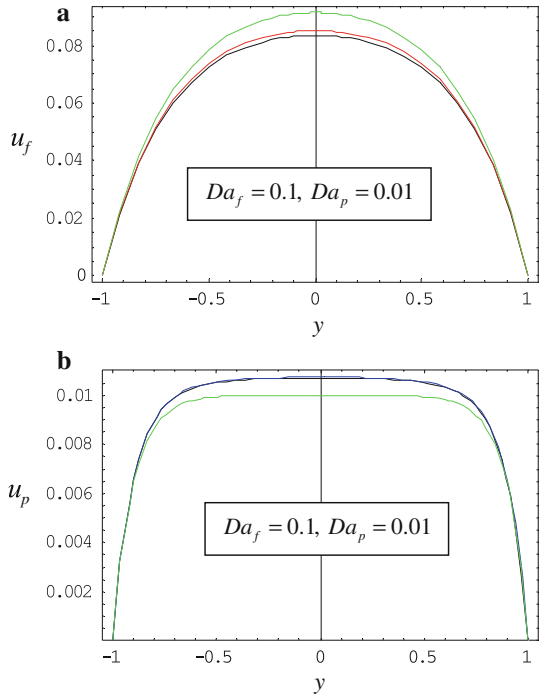 a
0.08
0.06
u_f
0.04
Da_f = 0.1, Da_p = 0.01
0.02
0
-1 -0.5 0 0.5 1
y
b
0.01
0.008
0.006
u_p
Da_f = 0.1, Da_p = 0.01
0.004
0.002
-1 -0.5 0 0.5 1
y